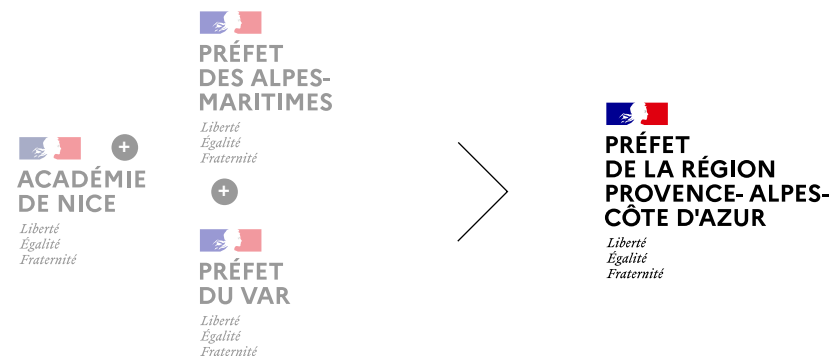 PRÉFET
DES ALPES-
MARITIMES
Liberté
Égalité
Fraternité
+
ACADÉMIE
DE NICE
Liberté
Égalité
Fraternité
+
PRÉFET
DU VAR
Liberté
Égalité
Fraternité
PRÉFET
DE LA RÉGION
PROVENCE- ALPES-
CÔTE D'AZUR
Liberté
Égalité
Fraternité